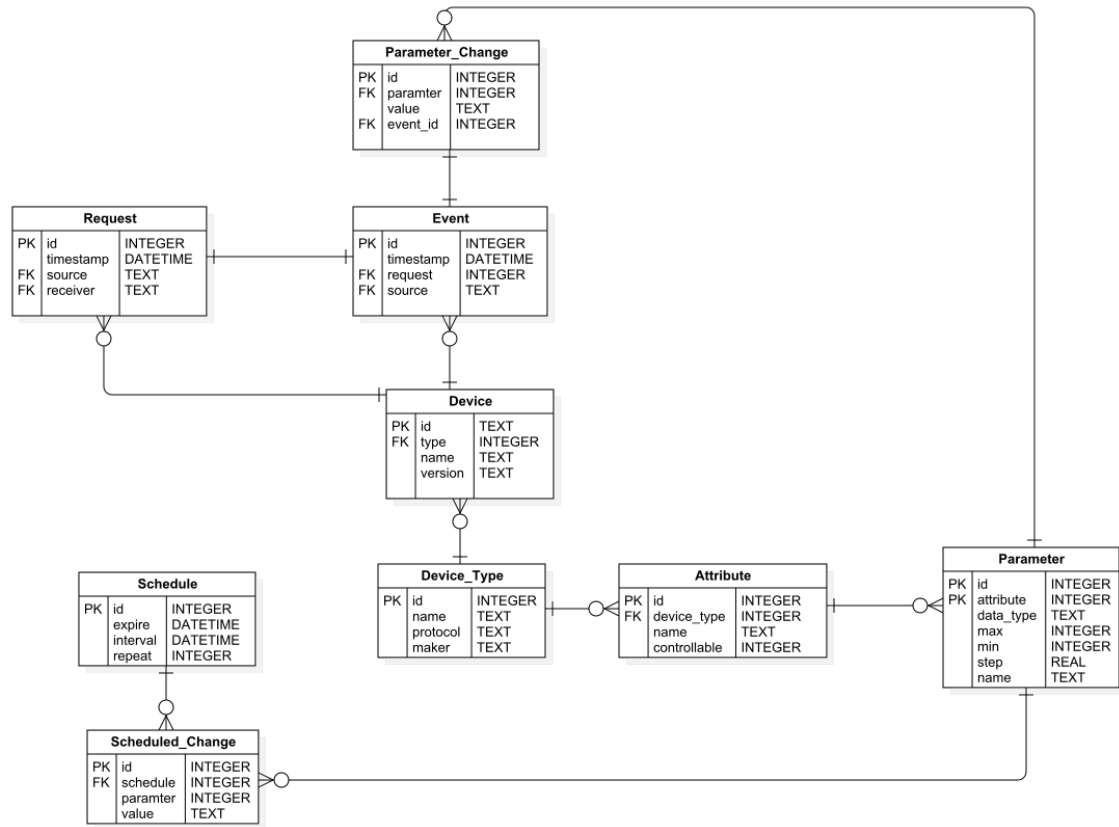 Parameter_Change
PK id INTEGER
FK paramter INTEGER
value TEXT
FK event_id INTEGER
Request
PK id INTEGER
timestamp DATETIME
FK source TEXT
FK receiver TEXT
Event
PK id INTEGER
timestamp DATETIME
FK request INTEGER
FK source TEXT
Device
PK id TEXT
FK type INTEGER
name TEXT
version TEXT
Schedule
PK id INTEGER
expire DATETIME
interval DATETIME
repeat INTEGER
Device_Type
PK id INTEGER
name TEXT
protocol TEXT
maker TEXT
Attribute
PK id INTEGER
FK device_type INTEGER
name TEXT
controllable INTEGER
Parameter
PK id INTEGER
PK attribute INTEGER
data_type TEXT
max INTEGER
min INTEGER
step REAL
name TEXT
Scheduled_Change
PK id INTEGER
FK schedule INTEGER
paramter INTEGER
value TEXT